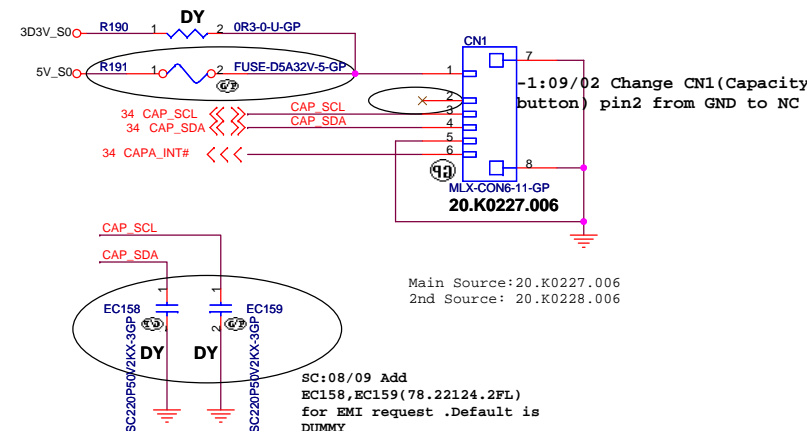 DY
3D3V_S0 R190 1 2 0R3-0-U-GP
5V_S0 R191 1 2 FUSE-D5A32V-5-GP
CN1
7
1
-1:09/02 Change CN1(Capacity
button) pin2 from GND to NC
2
34 CAP_SCL CAP_SCL 3
34 CAP_SDA CAP_SDA 4
5
34 CAPA_INT# 6
8
GP
MLX-CON6-11-GP
20.K0227.006
CAP_SCL
CAP_SDA
Main Source:20.K0227.006
2nd Source: 20.K0228.006
1 1
EC158 EC159
2 2
DY DY
SC220P50V2KX-3GP
SC220P50V2KX-3GP
SC:08/09 Add
EC158,EC159(78.22124.2FL)
for EMI request .Default is
DUMMY